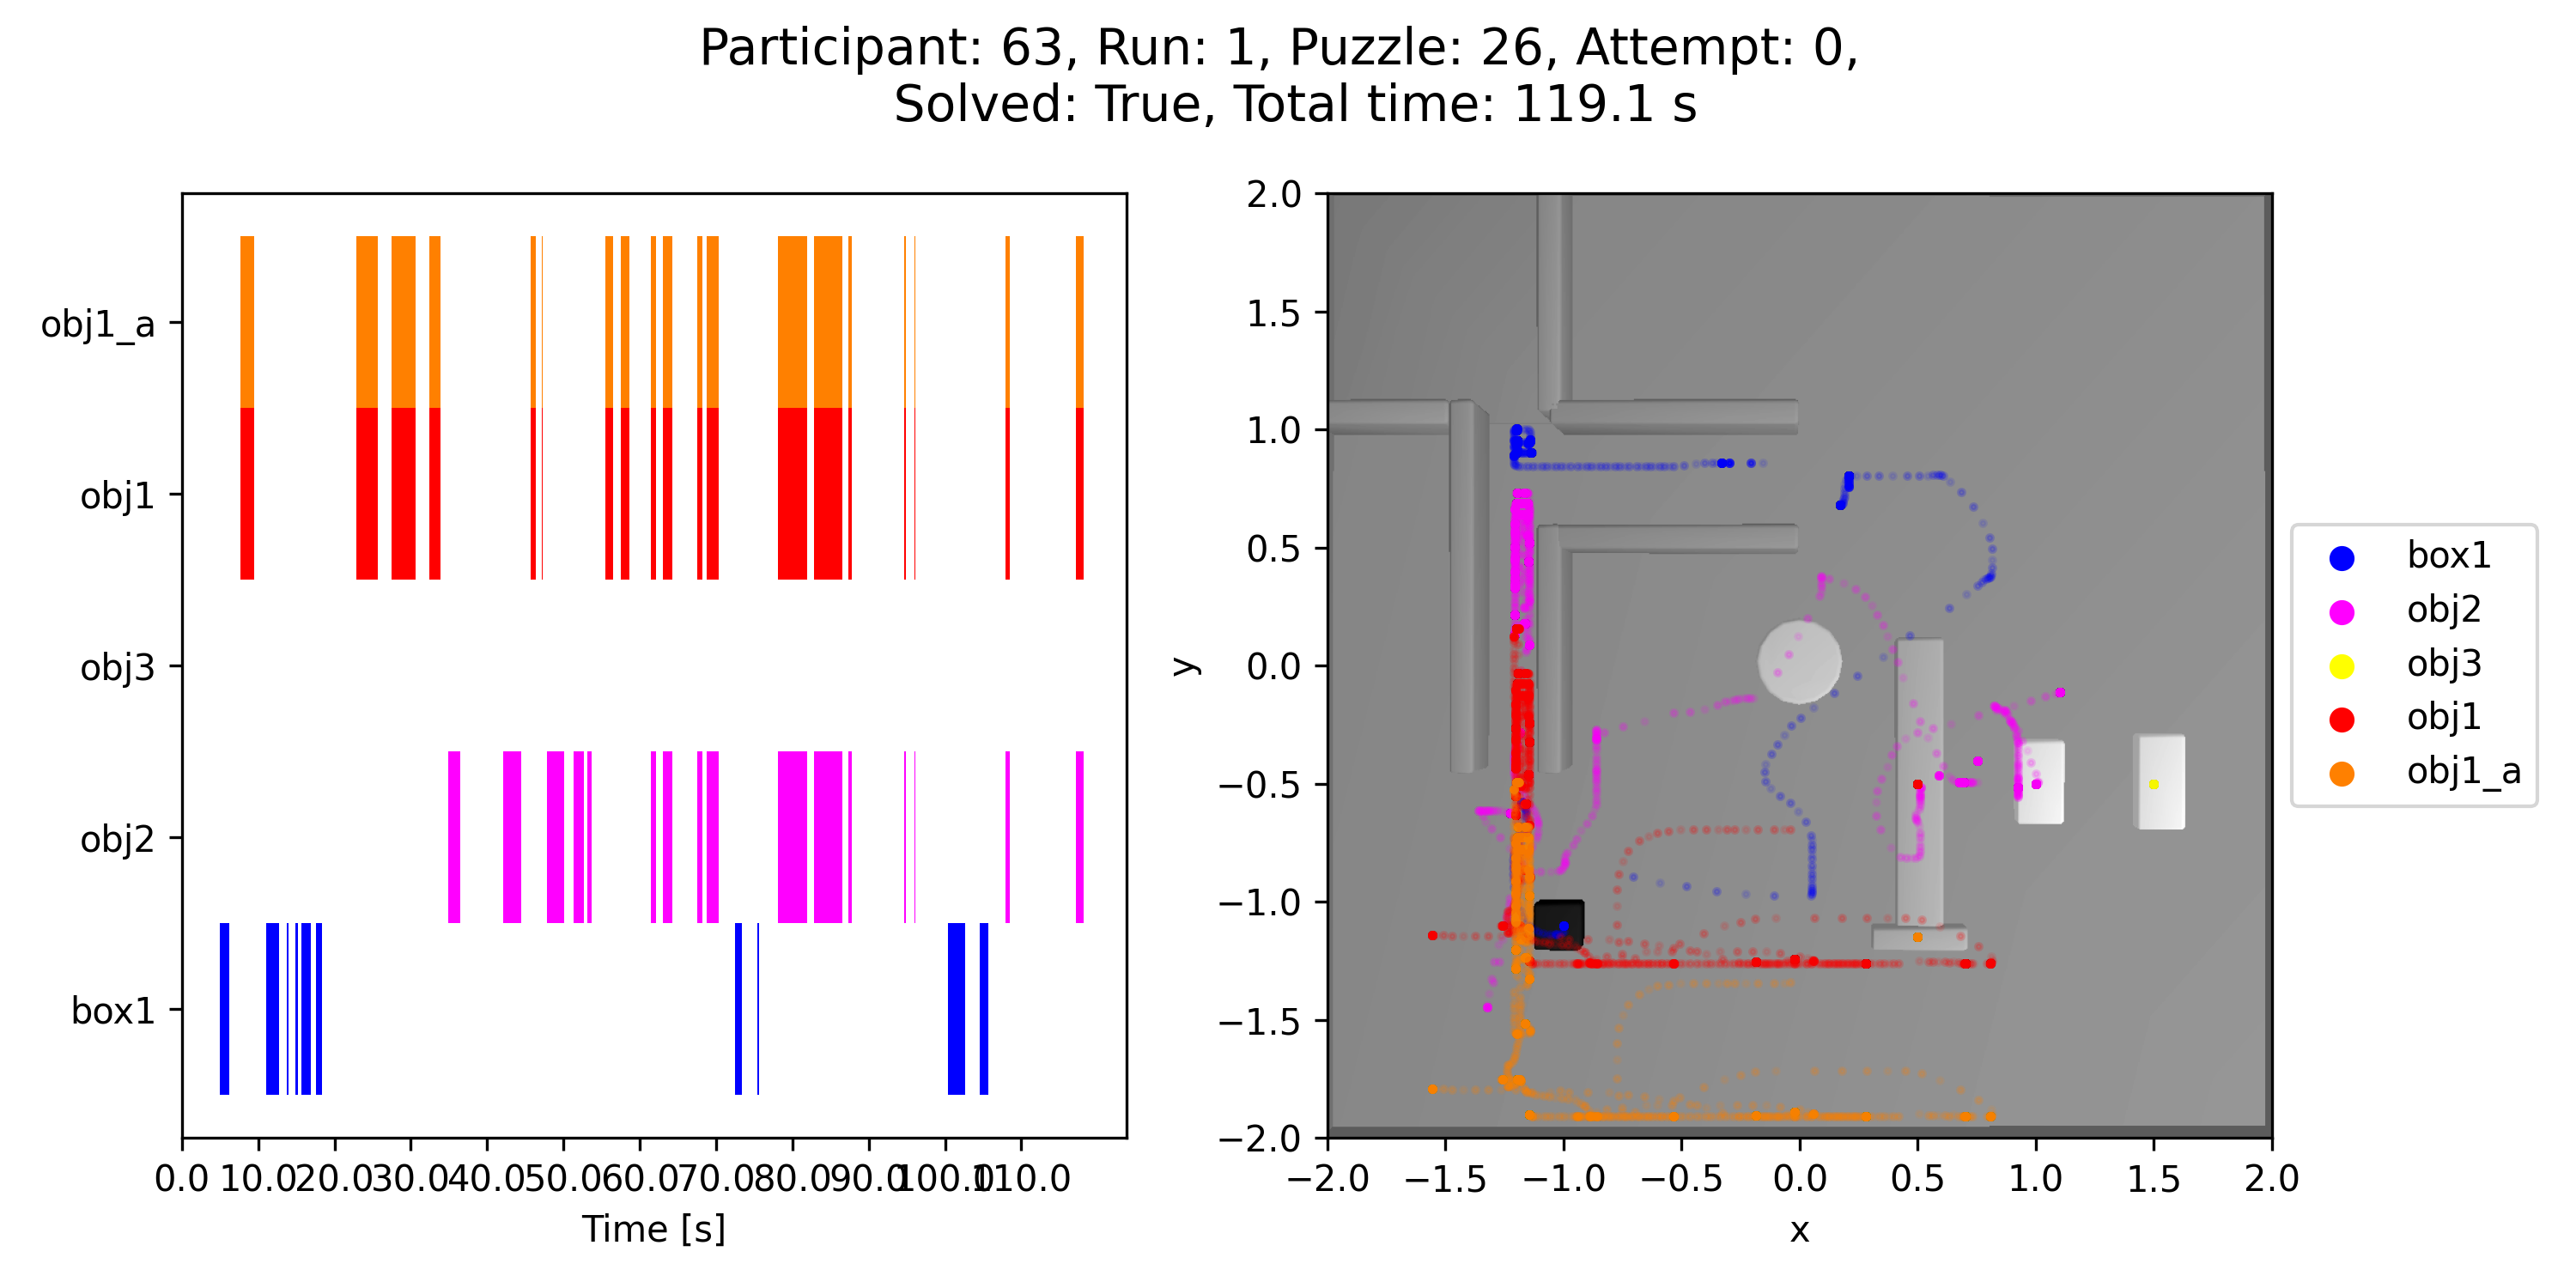 Participant: 63, Run: 1, Puzzle: 26, Attempt: 0,
Solved: True, Total time: 119.1 s
obj1_a
obj1
obj3
obj2
box1
0.0 10.0 20.0 30.0 40.0 50.0 60.0 70.0 80.0 90.0 100.0 110.0
Time [s]
2.0
1.5
1.0
0.5
0.0
−0.5
−1.0
−1.5
−2.0
y
−2.0 −1.5 −1.0 −0.5 0.0 0.5 1.0 1.5 2.0
x
box1
obj2
obj3
obj1
obj1_a